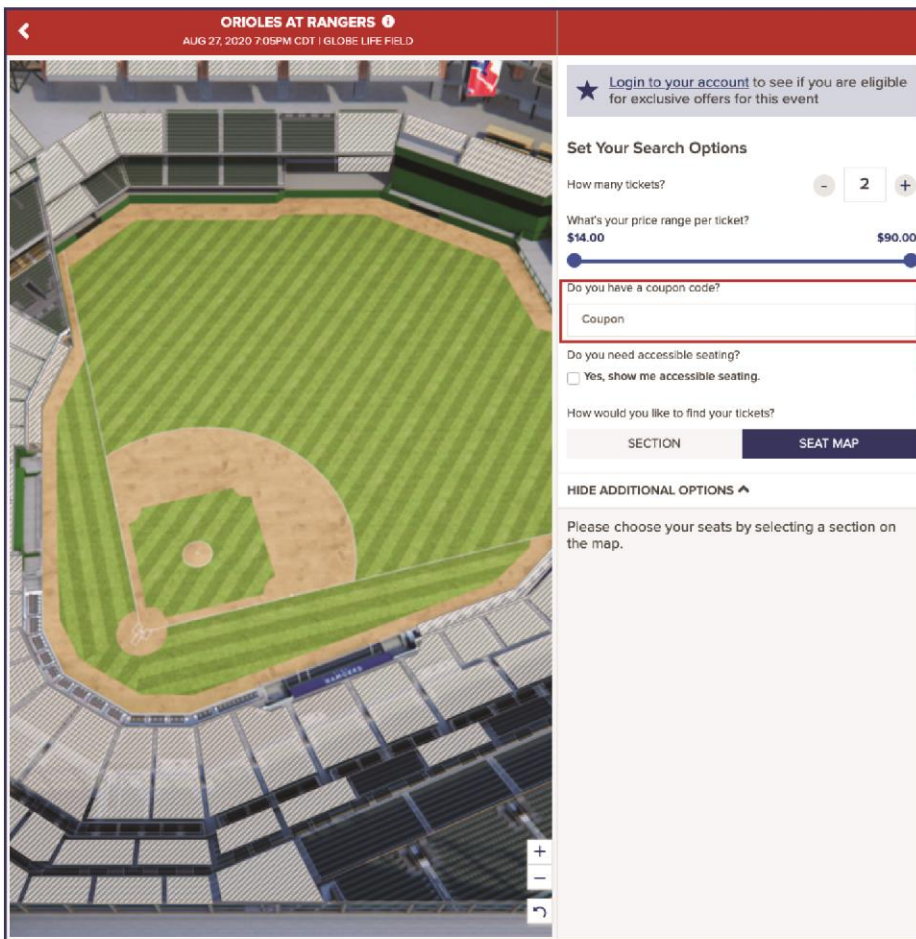 ORIOLES AT RANGERS
AUG 27, 2020 7:05PM CDT | GLOBE LIFE FIELD
Login to your account to see if you are eligible
for exclusive offers for this event
Set Your Search Options
How many tickets?
- 2 +
What's your price range per ticket?
$14.00 $90.00
Do you have a coupon code?
Coupon
Do you need accessible seating?
Yes, show me accessible seating.
How would you like to find your tickets?
SECTION SEAT MAP
HIDE ADDITIONAL OPTIONS
Please choose your seats by selecting a section on
the map.
RANGERS
+
−